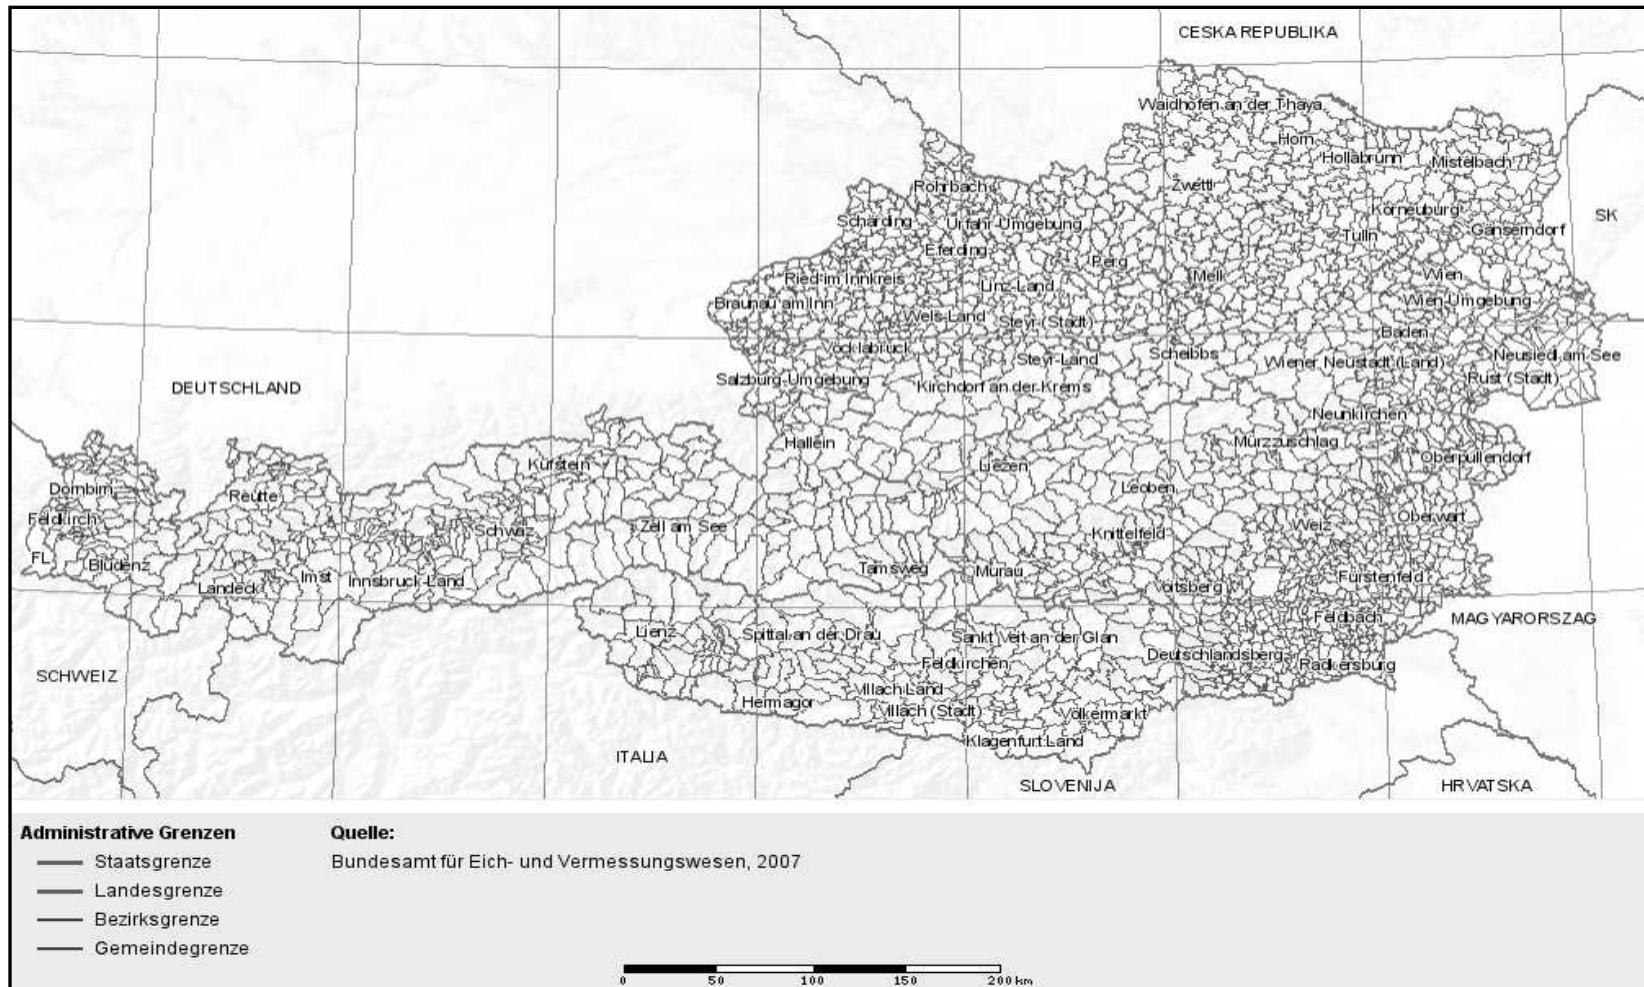 CESKA REPUBLIKA
Waidhofen an der Thaya
Horn
Hollabrunn
Mistelbach
Rohrbach
Zwettl
Schärding
Urfahr-Umgebung
Korneuburg
SK
Eferding
Tulln
Gänserndorf
Perg
Ried im Innkreis
Linz-Land
Melk
Wien
Braunau am Inn
Wels-Land
Steyr (Stadt)
Wien-Umgebung
Baden
Vöcklabruck
Steyr-Land
Scheibbs
Wiener Neustadt (Land)
Neusiedl am See
DEUTSCHLAND
Salzburg-Umgebung
Kirchdorf an der Krems
Rust (Stadt)
Neunkirchen
Hallein
Mürzzuschlag
Kufstein
Liezen
Oberpullendorf
Dornbirn
Reutte
Leoben
Feldkirch
Schwaz
Zell am See
Knittelfeld
Weiz
Oberwart
FL
Bludenz
Landeck
Imst
Innsbruck-Land
Tamsweg
Murau
Voitsberg
Fürstenfeld
Feldbach
MAGYARORSZAG
Lienz
Spittal an der Drau
Sankt Veit an der Glan
Deutschlandsberg
Radkersburg
SCHWEIZ
Feldkirchen
Villach Land
Hermagor
Villach (Stadt)
Völkermarkt
Klagenfurt Land
ITALIA
SLOVENIJA
HRVATSKA
Administrative Grenzen
Staatsgrenze
Landesgrenze
Bezirksgrenze
Gemeindegrenze
Quelle:
Bundesamt für Eich- und Vermessungswesen, 2007
0 50 100 150 200 km